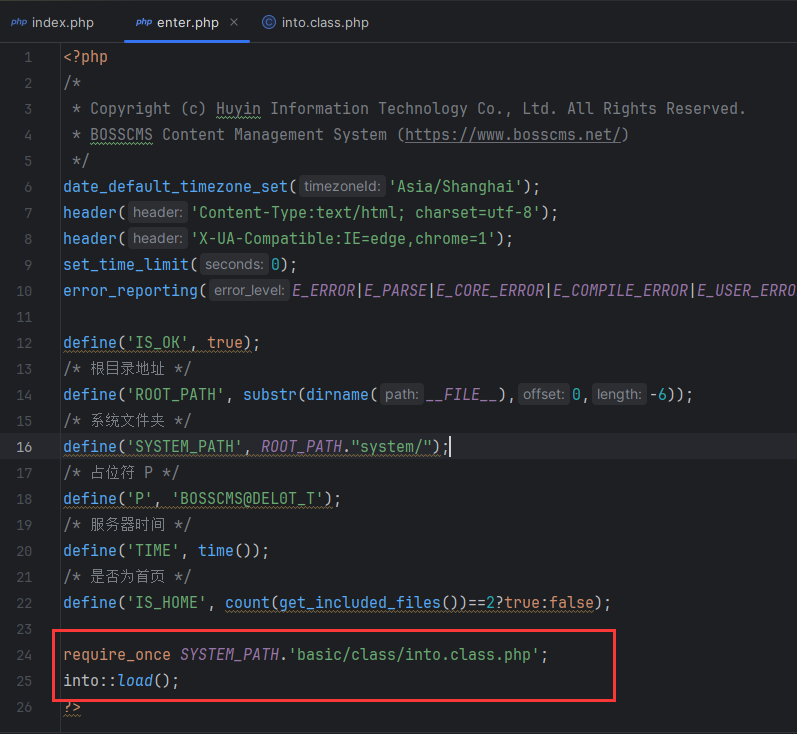 php index.php
php enter.php ×
C into.class.php
1 <?php
2 /*
3 * Copyright (c) Huyin Information Technology Co., Ltd. All Rights Reserved.
4 * BOSSCMS Content Management System (https://www.bosscms.net/)
5 */
6 date_default_timezone_set( timezoneId: 'Asia/Shanghai');
7 header( header: 'Content-Type:text/html; charset=utf-8');
8 header( header: 'X-UA-Compatible:IE=edge,chrome=1');
9 set_time_limit( seconds: 0);
10 error_reporting( error_level: E_ERROR|E_PARSE|E_CORE_ERROR|E_COMPILE_ERROR|E_USER_ERRO
11
12 define('IS_OK', true);
13 /* 根目录地址 */
14 define('ROOT_PATH', substr(dirname( path: __FILE__), offset: 0, length: -6));
15 /* 系统文件夹 */
16 define('SYSTEM_PATH', ROOT_PATH."system/");
17 /* 占位符 P */
18 define('P', 'BOSSCMS@DEL0T_T');
19 /* 服务器时间 */
20 define('TIME', time());
21 /* 是否为首页 */
22 define('IS_HOME', count(get_included_files())==2?true:false);
23
24 require_once SYSTEM_PATH.'basic/class/into.class.php';
25 into::load();
26 ?>